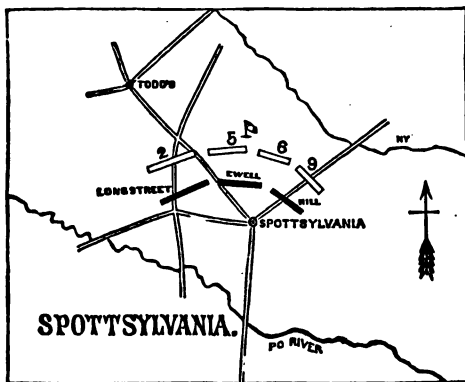 TODD'S
5 P
2 6
9
NY
EWELL
LONGSTREET
HILL
SPOTTSYLVANIA
SPOTTSYLVANIA.
PO RIVER